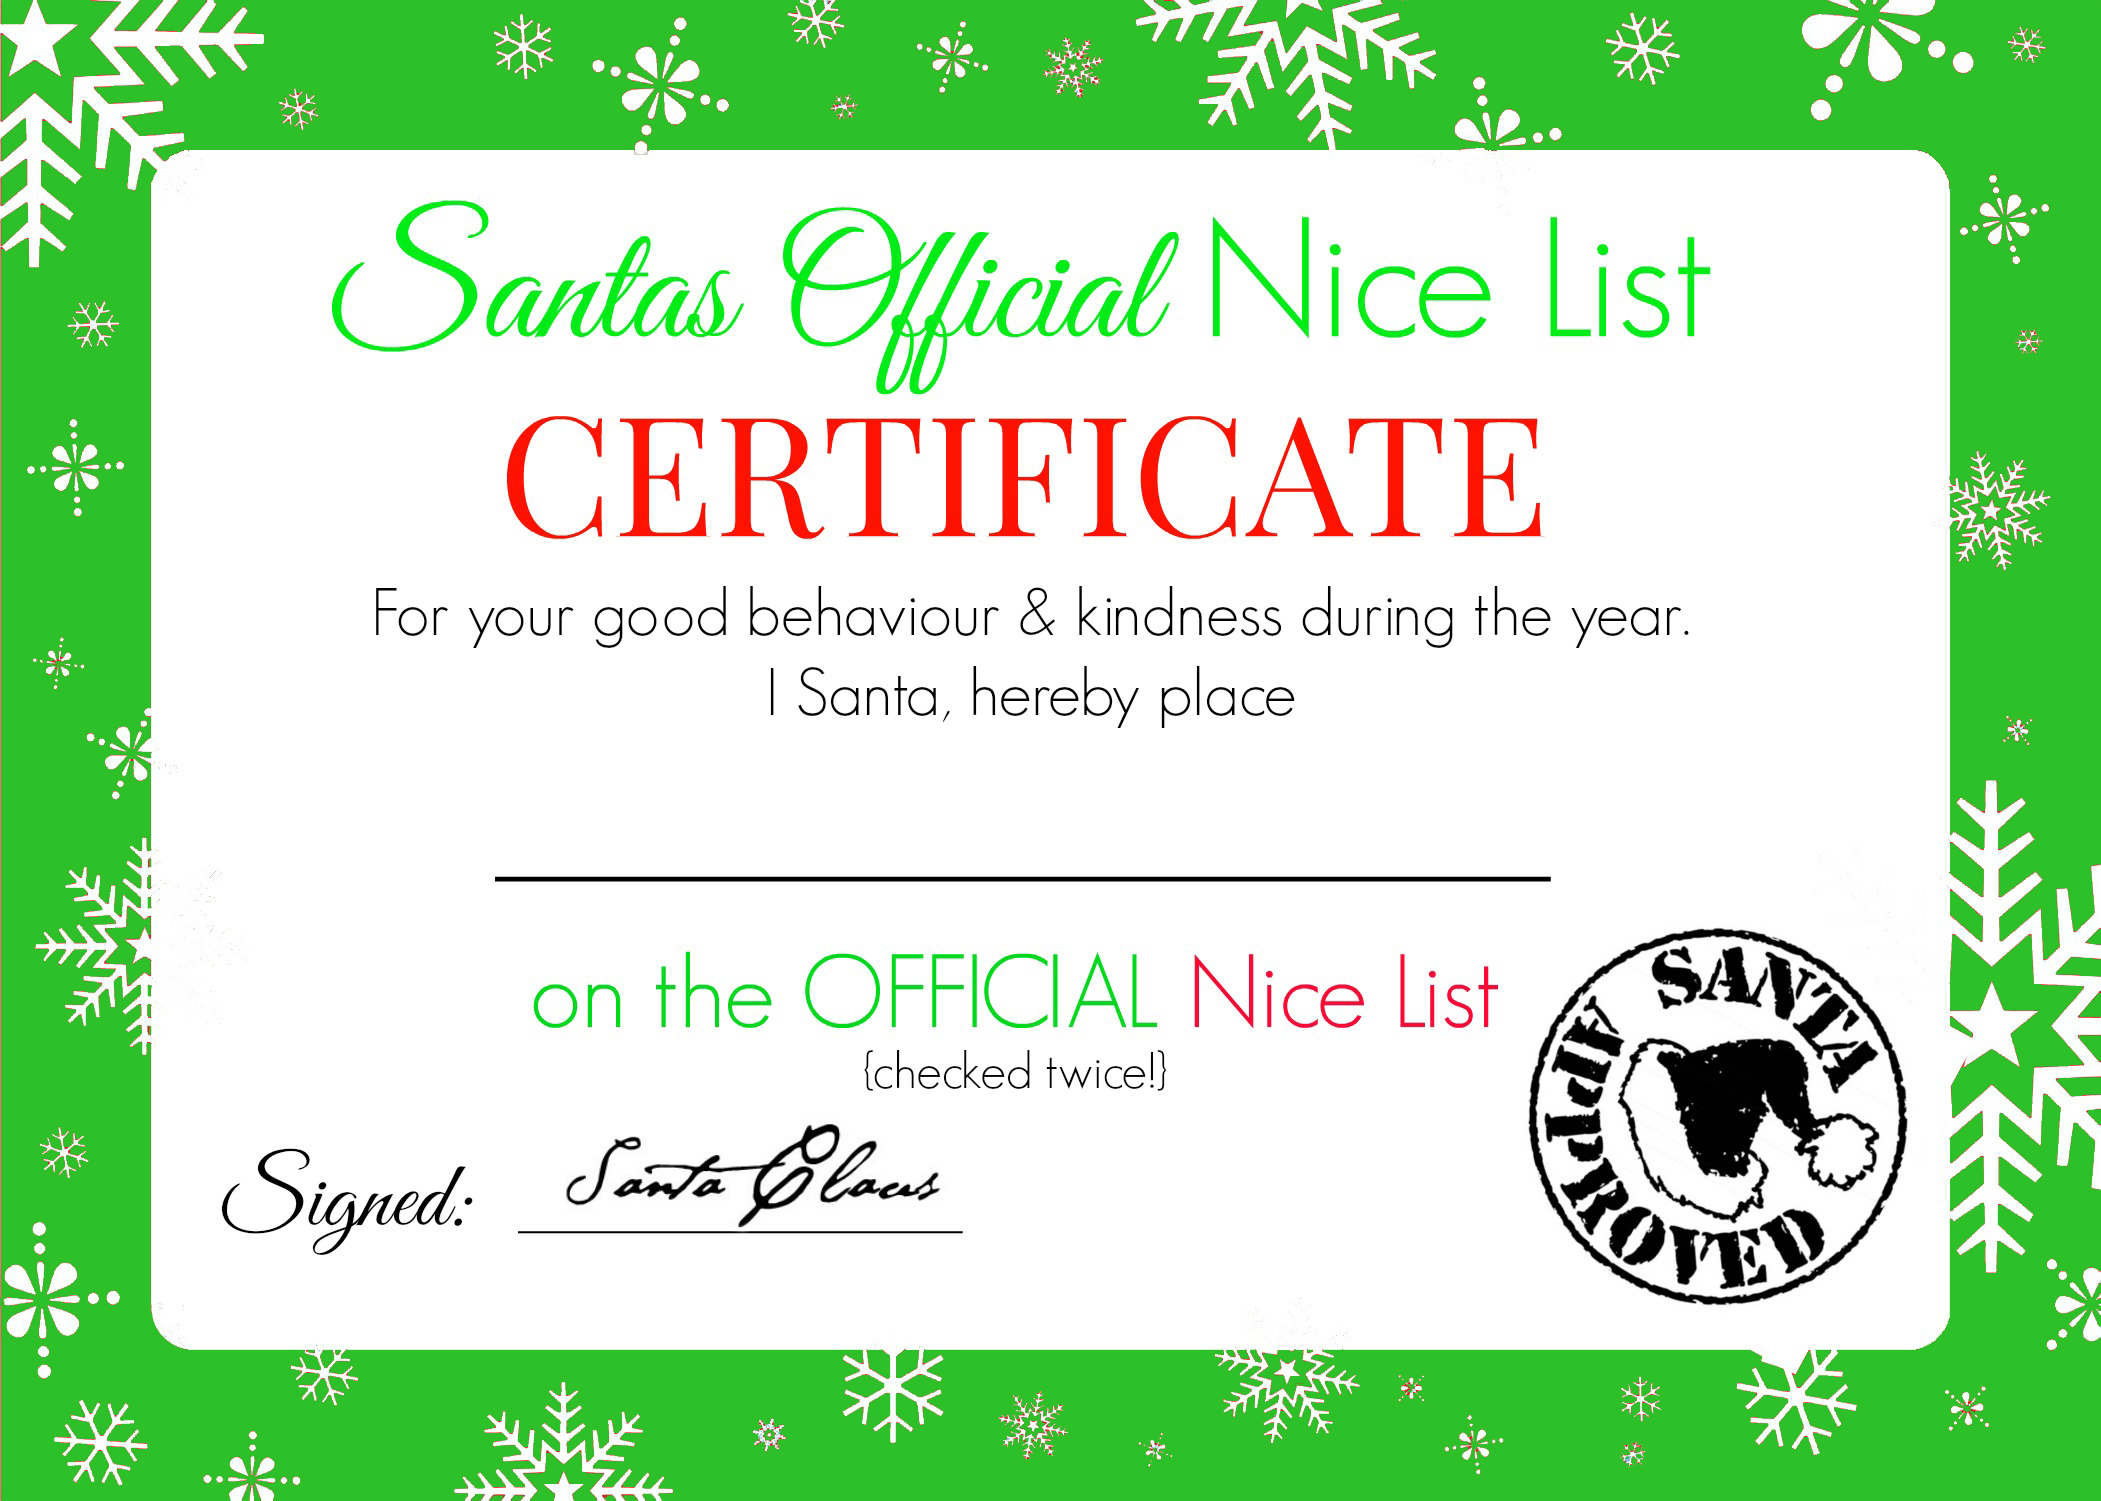 Santas Official Nice List
CERTIFICATE
For your good behaviour & kindness during the year.
I Santa, hereby place
on the OFFICIAL Nice List
{checked twice!}
Signed: Santa Claus
SANTA
APPROVED